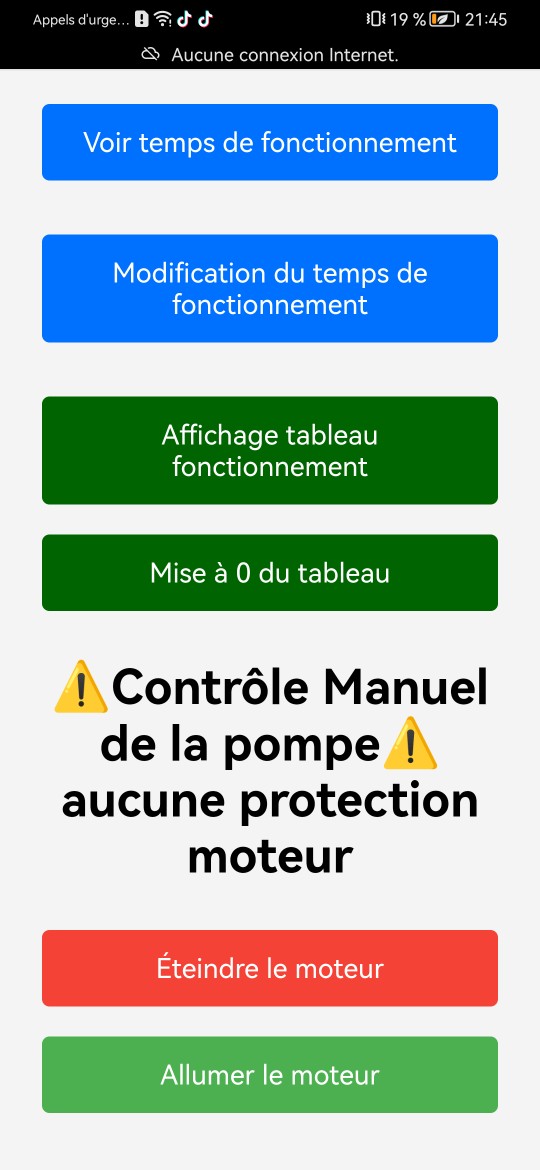 Appels d'urge... 19 % 21:45
Aucune connexion Internet.
Voir temps de fonctionnement
Modification du temps de
fonctionnement
Affichage tableau
fonctionnement
Mise à 0 du tableau
⚠️Contrôle Manuel
de la pompe⚠️
aucune protection
moteur
Éteindre le moteur
Allumer le moteur